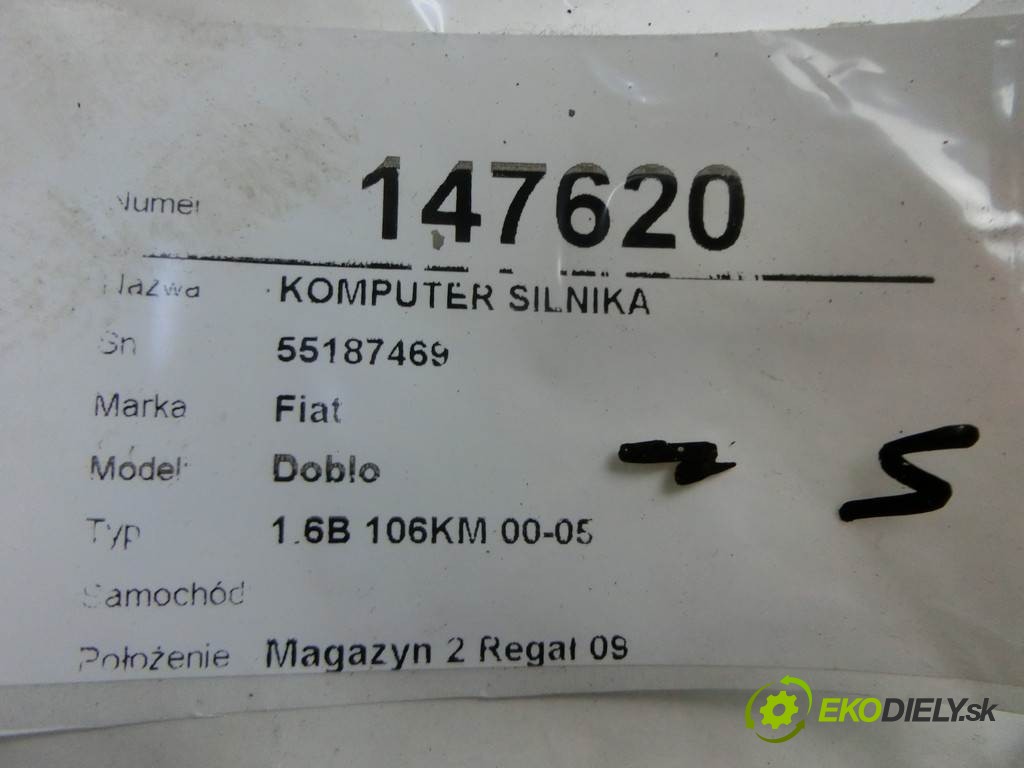 Numer 147620
Nazwa KOMPUTER SILNIKA
Sn 55187469
Marka Fiat
Model Doblo
Typ 1.6B 106KM 00-05
Samochód
Położenie Magazyn 2 Regał 09
S
EKODIELY.sk